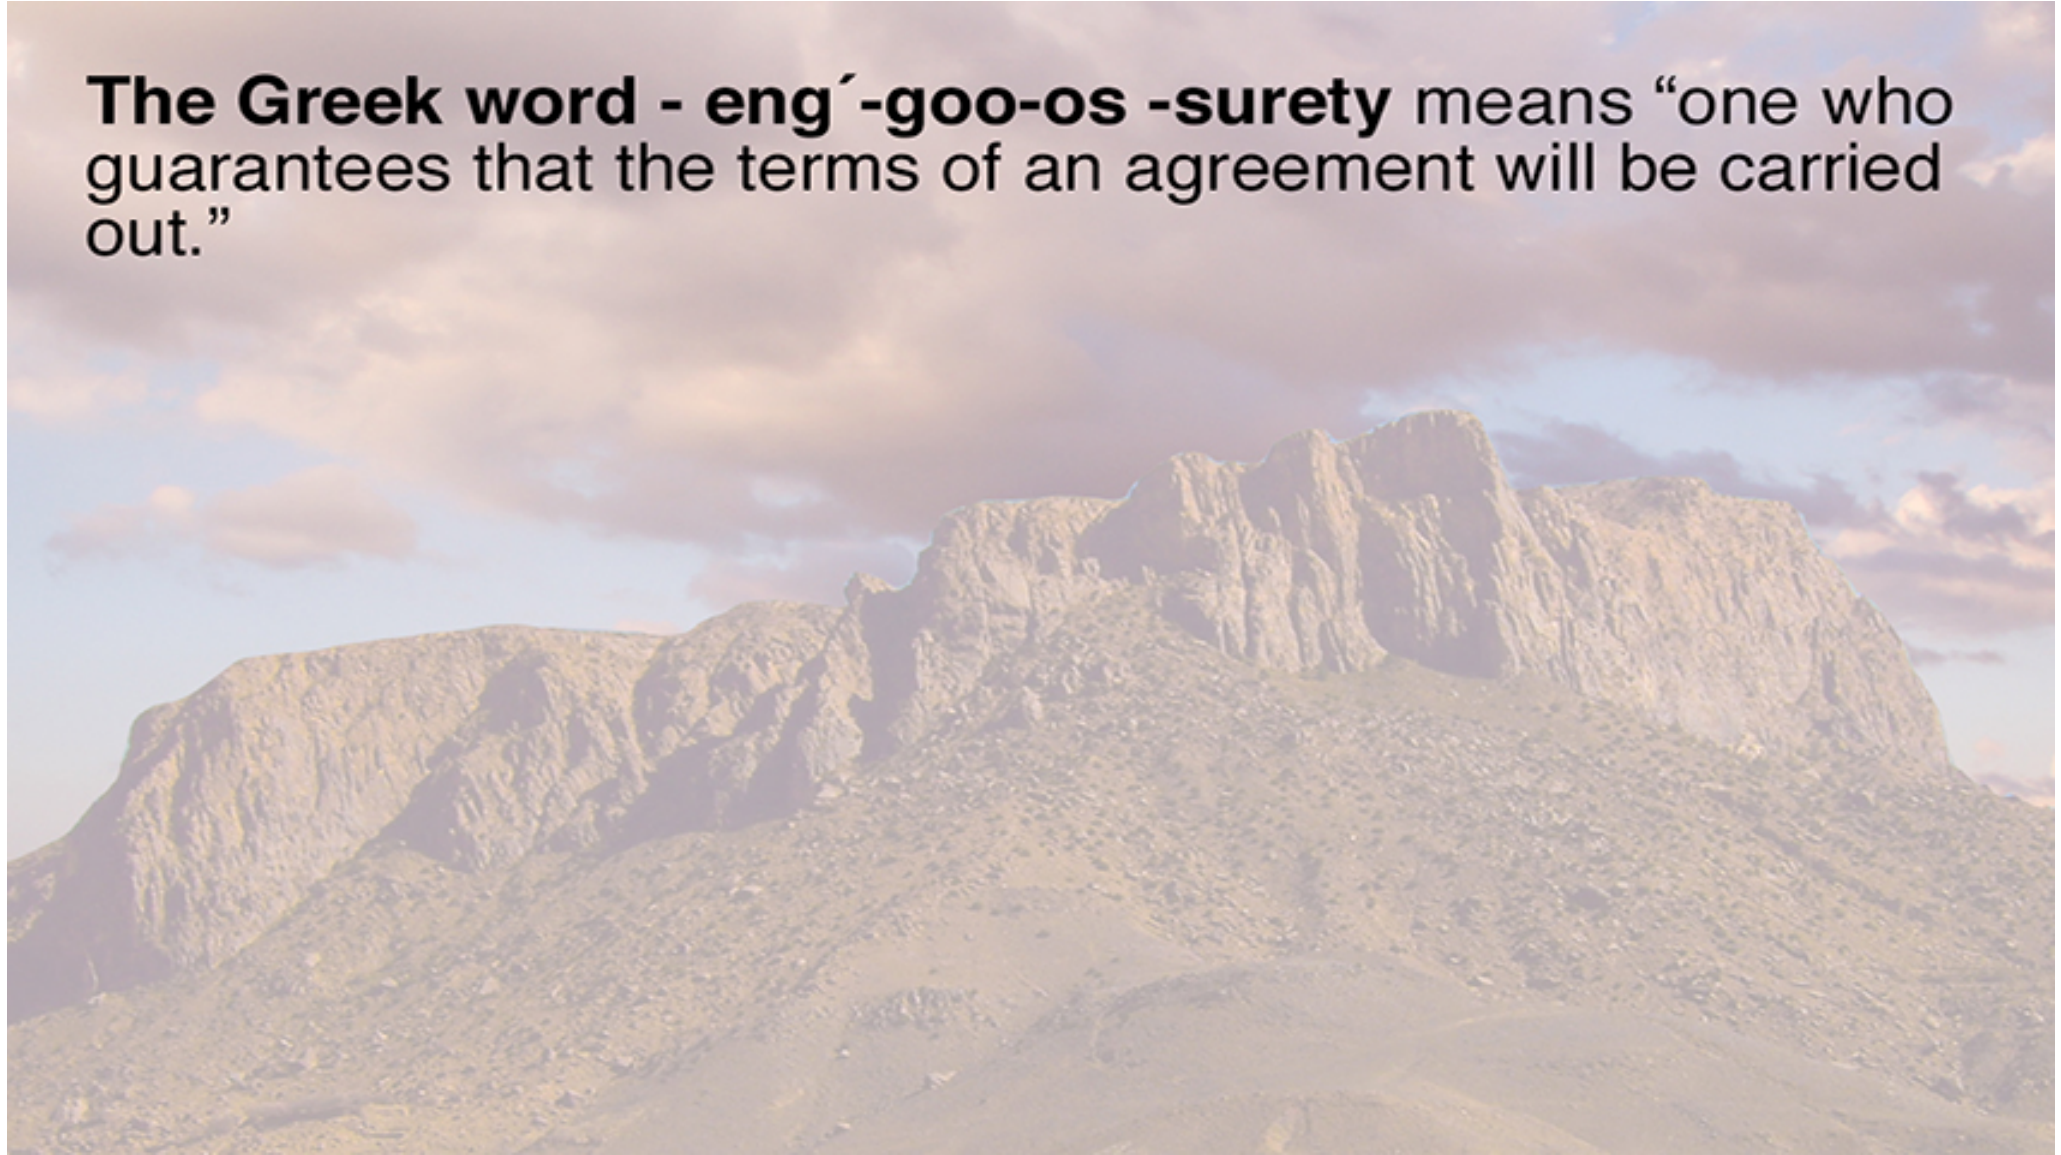 The Greek word - eng´-goo-os -surety means “one who
guarantees that the terms of an agreement will be carried
out.”